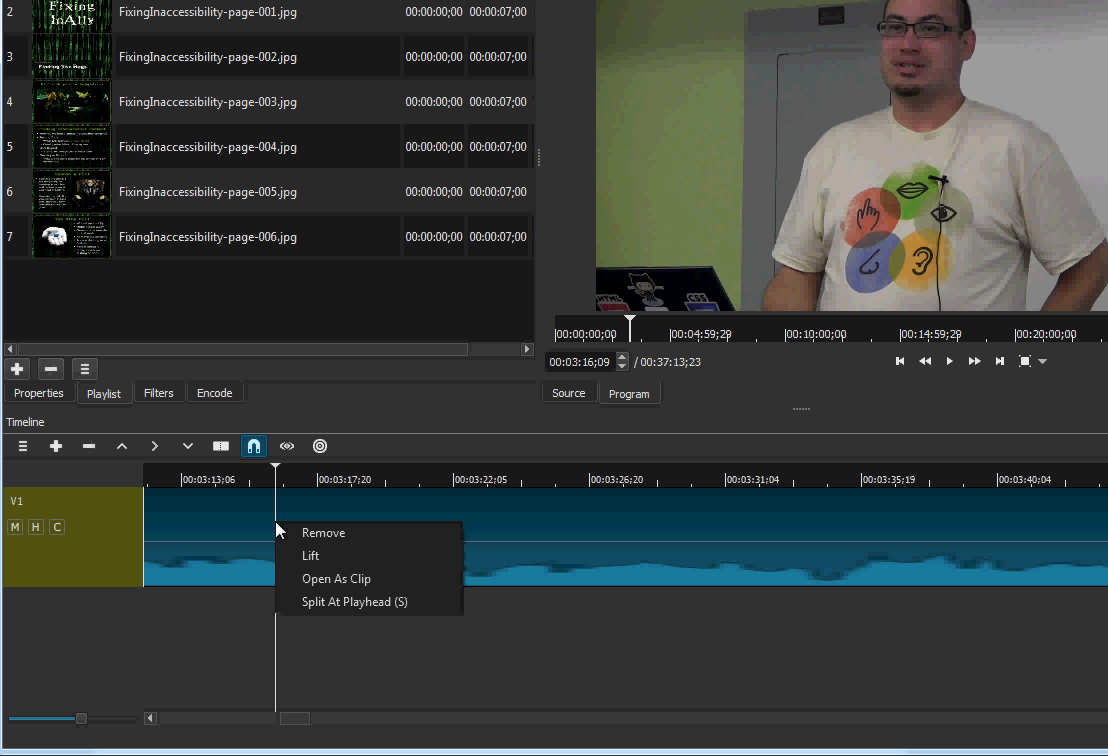 2 Fixing InAlly FixingInaccessibility-page-001.jpg 00:00:00;00 00:00:07;00
3 Finding The Bugs FixingInaccessibility-page-002.jpg 00:00:00;00 00:00:07;00
4 FixingInaccessibility-page-003.jpg 00:00:00;00 00:00:07;00
5 FixingInaccessibility-page-004.jpg 00:00:00;00 00:00:07;00
6 FixingInaccessibility-page-005.jpg 00:00:00;00 00:00:07;00
7 FixingInaccessibility-page-006.jpg 00:00:00;00 00:00:07;00
HTML CSS
00:00:00;00 00:04:59;29 00:10:00;00 00:14:59;29 00:20:00;00
00:03:16;09 / 00:37:13;23
Properties Playlist Filters Encode Source Program
Timeline
00:03:13;06 00:03:17;20 00:03:22;05 00:03:26;20 00:03:31;04 00:03:35;19 00:03:40;04
V1
M H C
Remove
Lift
Open As Clip
Split At Playhead (S)